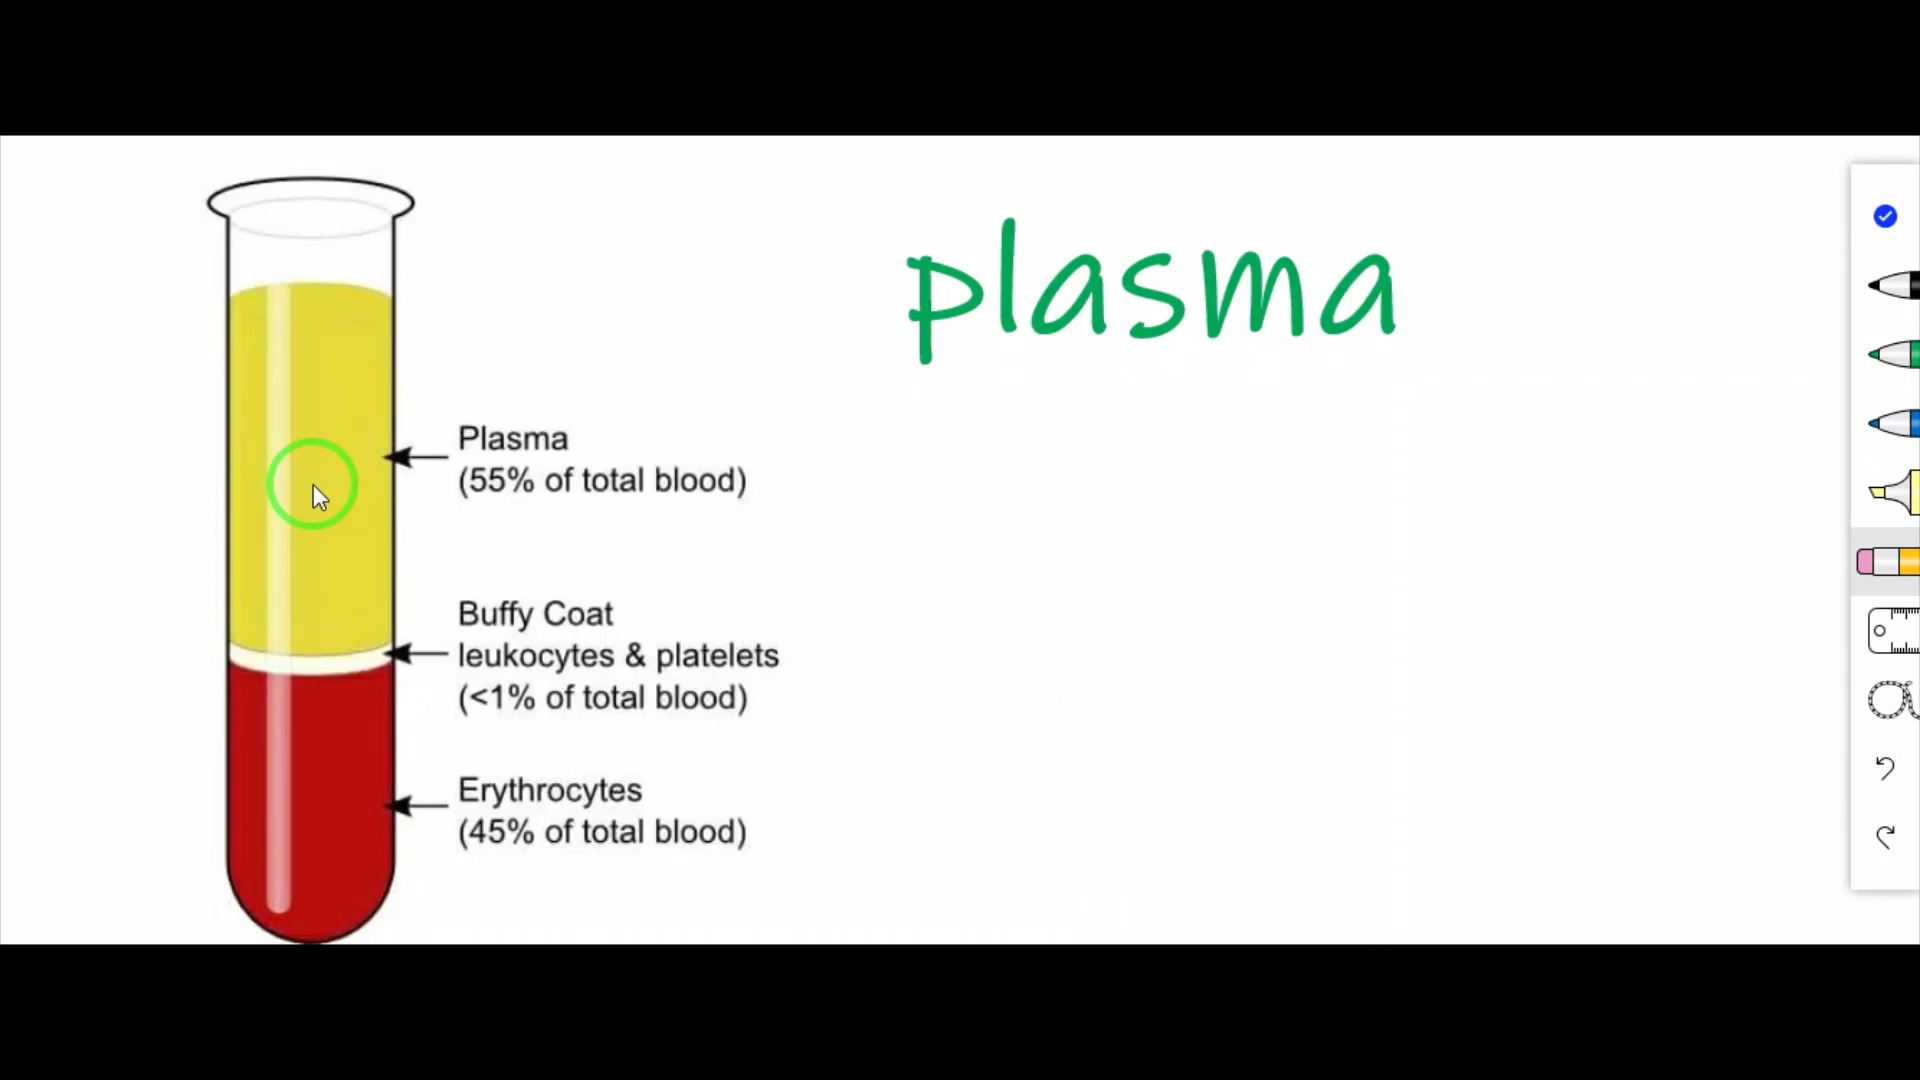 plasma
Plasma
(55% of total blood)
Buffy Coat
leukocytes & platelets
(<1% of total blood)
Erythrocytes
(45% of total blood)